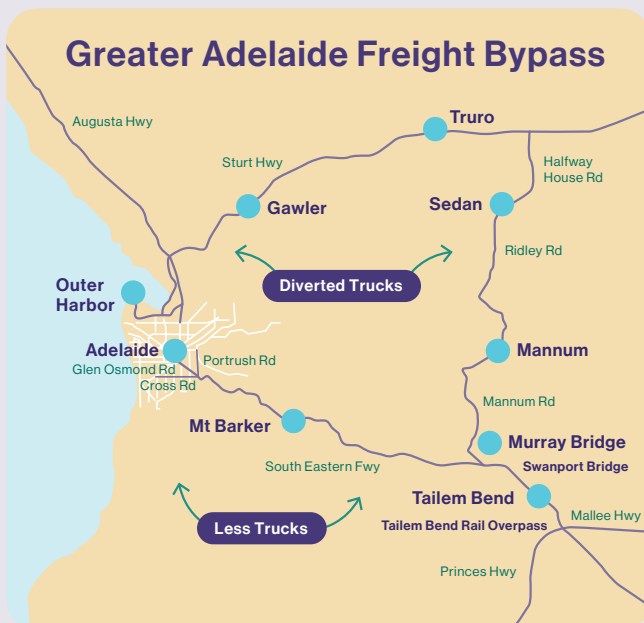 Greater Adelaide Freight Bypass
Augusta Hwy
Truro
Sturt Hwy
Halfway
House Rd
Gawler
Sedan
Ridley Rd
Outer
Harbor
Diverted Trucks
Adelaide
Portrush Rd
Mannum
Glen Osmond Rd
Cross Rd
Mannum Rd
Mt Barker
Murray Bridge
South Eastern Fwy
Swanport Bridge
Tailem Bend
Mallee Hwy
Less Trucks
Tailem Bend Rail Overpass
Princes Hwy